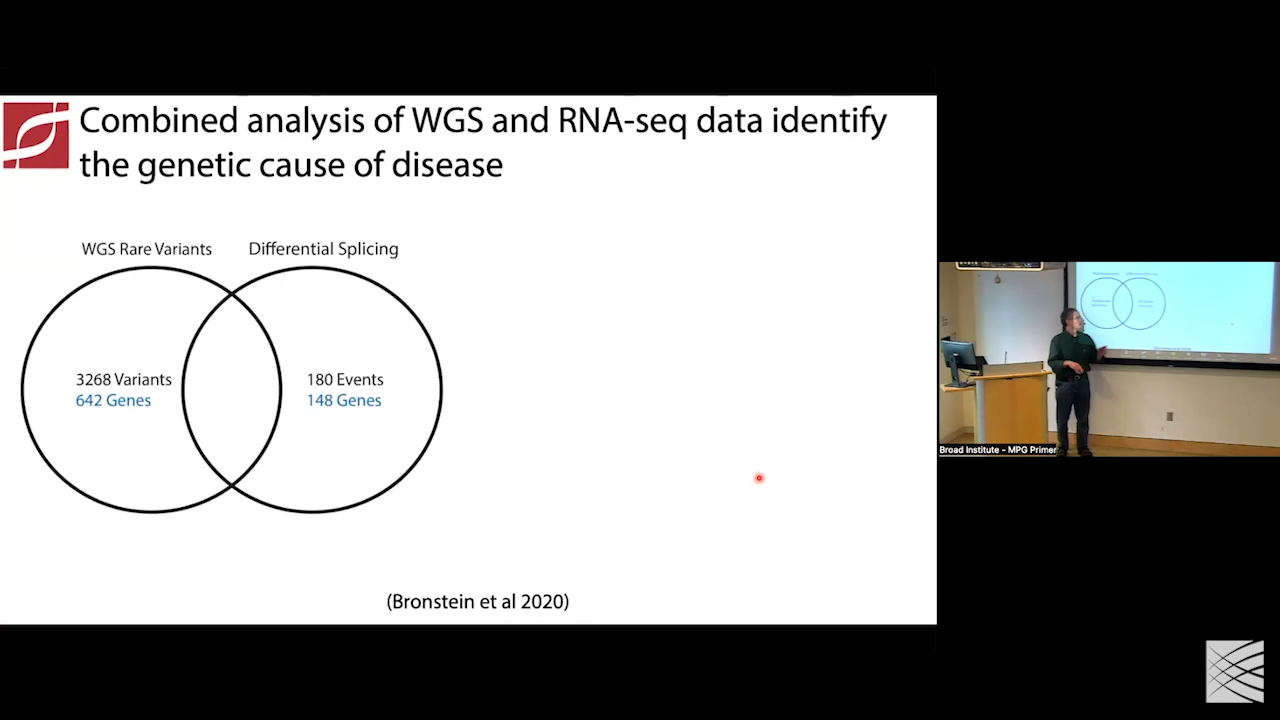 Combined analysis of WGS and RNA-seq data identify
the genetic cause of disease
WGS Rare Variants
Differential Splicing
3268 Variants
642 Genes
180 Events
148 Genes
(Bronstein et al 2020)
Broad Institute - MPG Primer